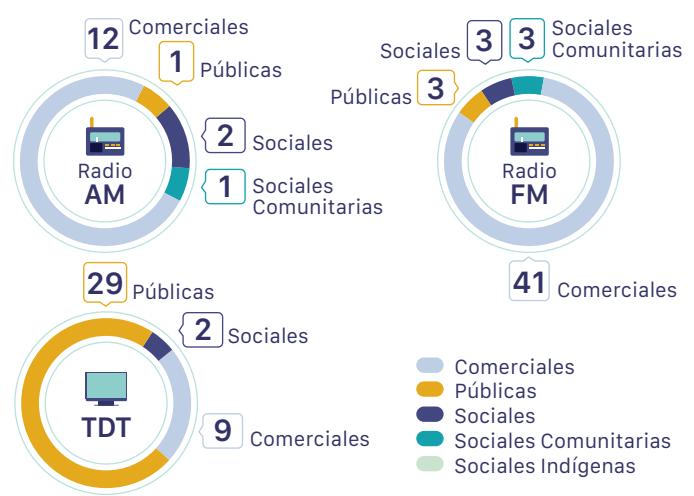 12 Comerciales
1 Públicas
2 Sociales
1 Sociales
Comunitarias
Radio
AM
Sociales 3
3 Sociales
Comunitarias
Públicas 3
Radio
FM
41 Comerciales
29 Públicas
2 Sociales
9 Comerciales
TDT
Comerciales
Públicas
Sociales
Sociales Comunitarias
Sociales Indígenas